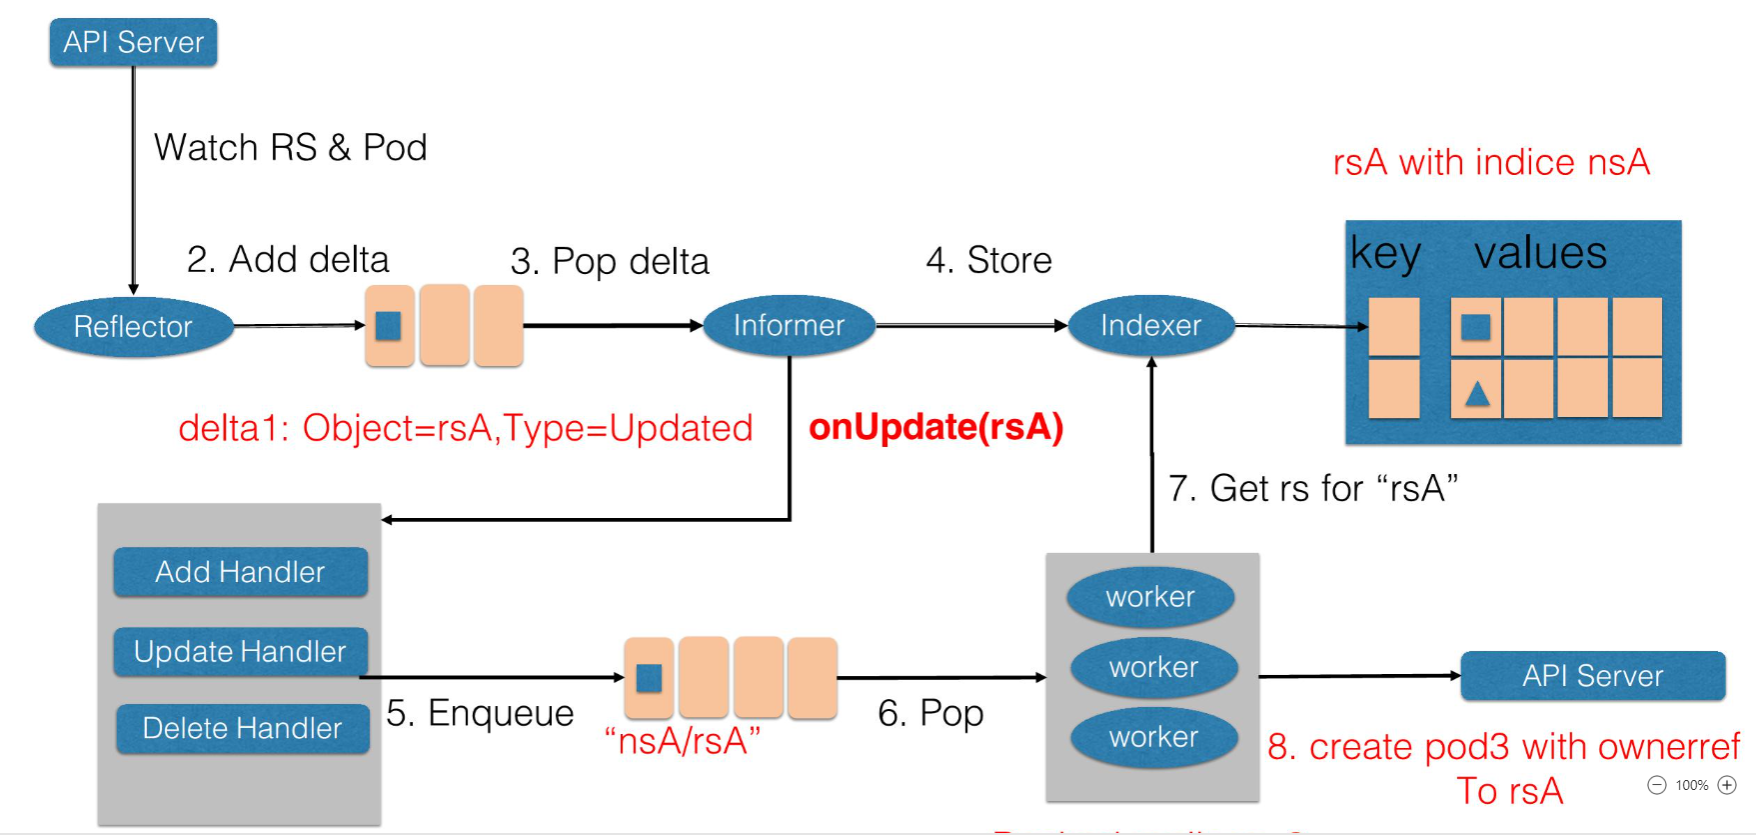 API Server
Watch RS & Pod
rsA with indice nsA
key values
2. Add delta
3. Pop delta
4. Store
Reflector
Informer
Indexer
delta1: Object=rsA,Type=Updated
onUpdate(rsA)
7. Get rs for “rsA”
Add Handler
Update Handler
Delete Handler
5. Enqueue
“nsA/rsA”
6. Pop
worker
worker
worker
API Server
8. create pod3 with ownerref
To rsA
100%